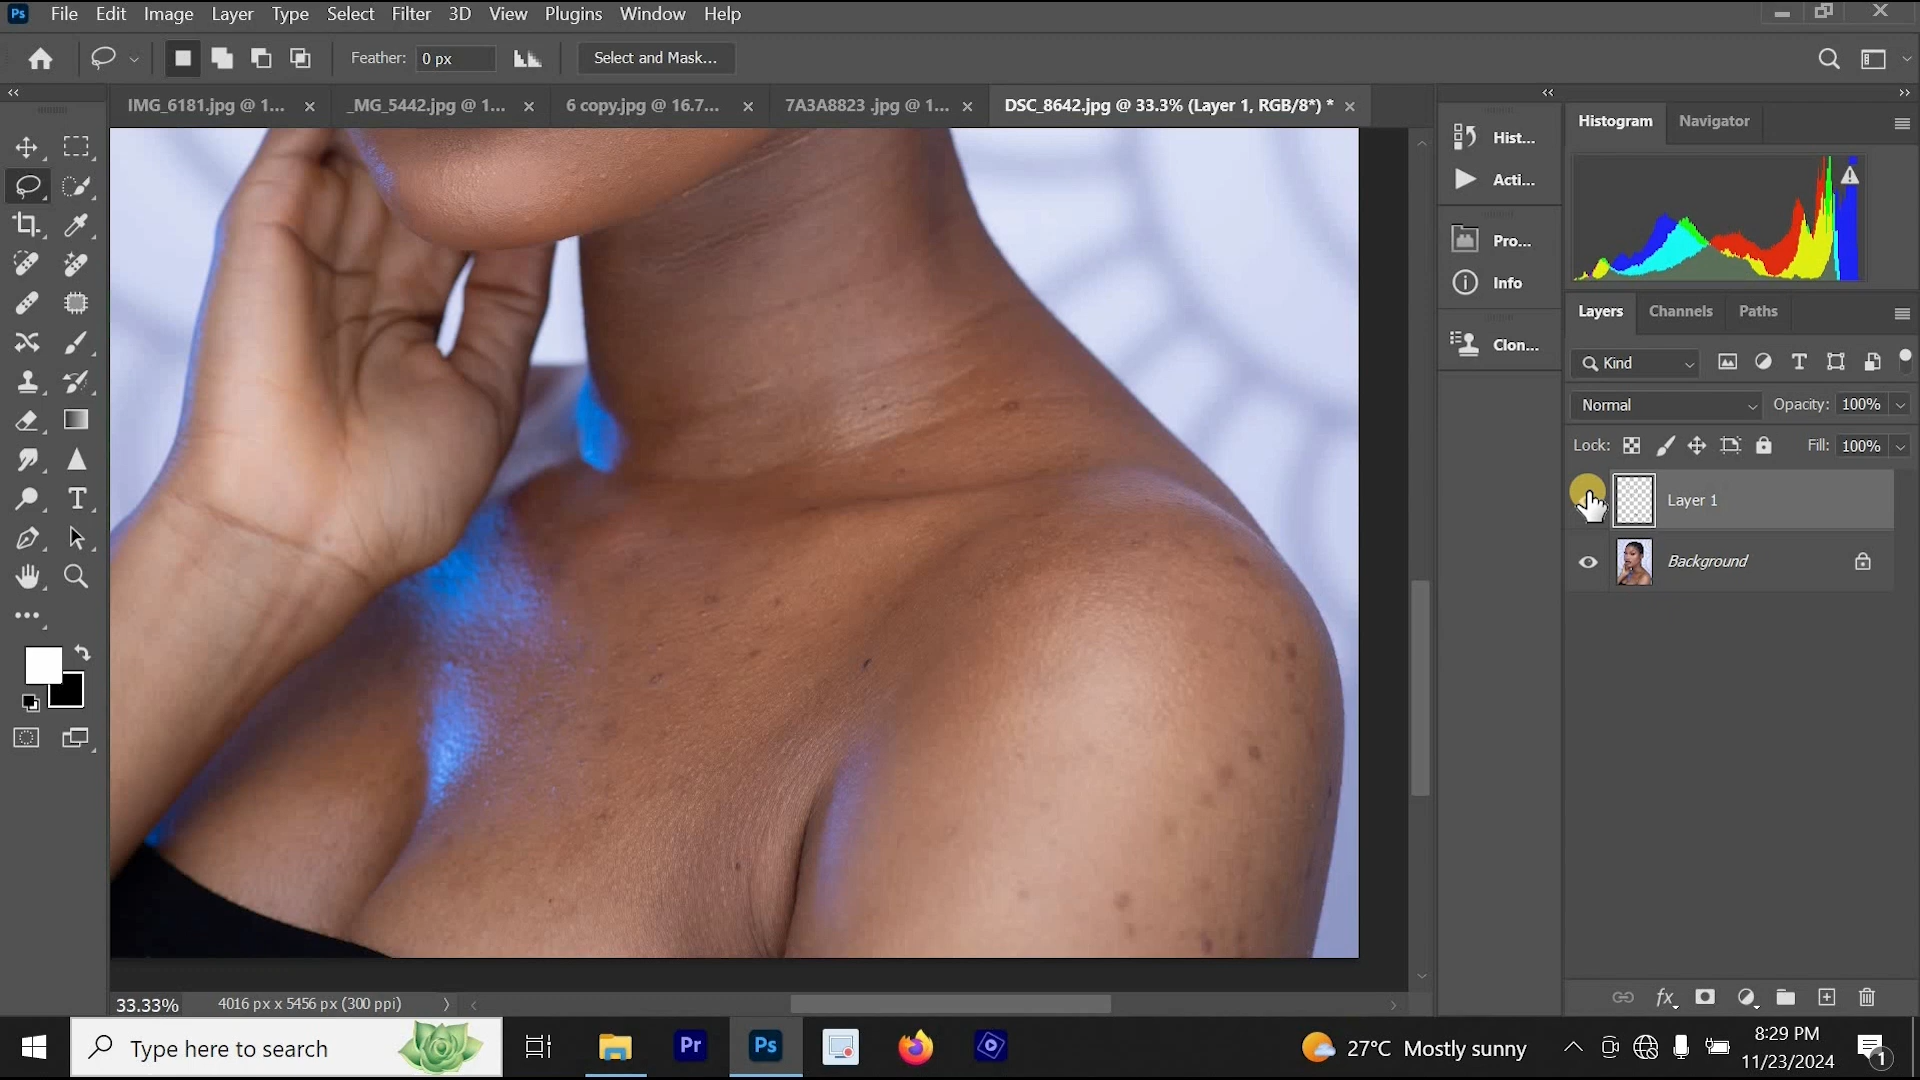 Ps File Edit Image Layer Type Select Filter 3D View Plugins Window Help
Feather: 0 px Select and Mask...
IMG_6181.jpg @ 1... _MG_5442.jpg @ 1... 6 copy.jpg @ 16.7... 7A3A8823 .jpg @ 1... DSC_8642.jpg @ 33.3% (Layer 1, RGB/8*) *
Hist...
Acti...
Pro...
Info
Clon...
Histogram Navigator
Layers Channels Paths
Kind
Normal Opacity: 100%
Lock: Fill: 100%
Layer 1
Background
fx
33.33% 4016 px x 5456 px (300 ppi)
Type here to search Pr Ps 27°C Mostly sunny 8:29 PM
11/23/2024 1